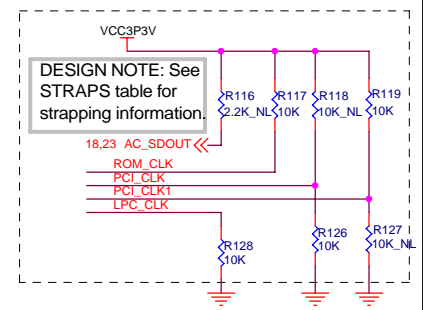 VCC3P3V
DESIGN NOTE: See
STRAPS table for
strapping information.
R116
2.2K_NL
R117
10K
R118
10K_NL
R119
10K
18,23 AC_SDOUT
ROM_CLK
PCI_CLK
PCI_CLK1
LPC_CLK
R128
10K
R126
10K
R127
10K_NL